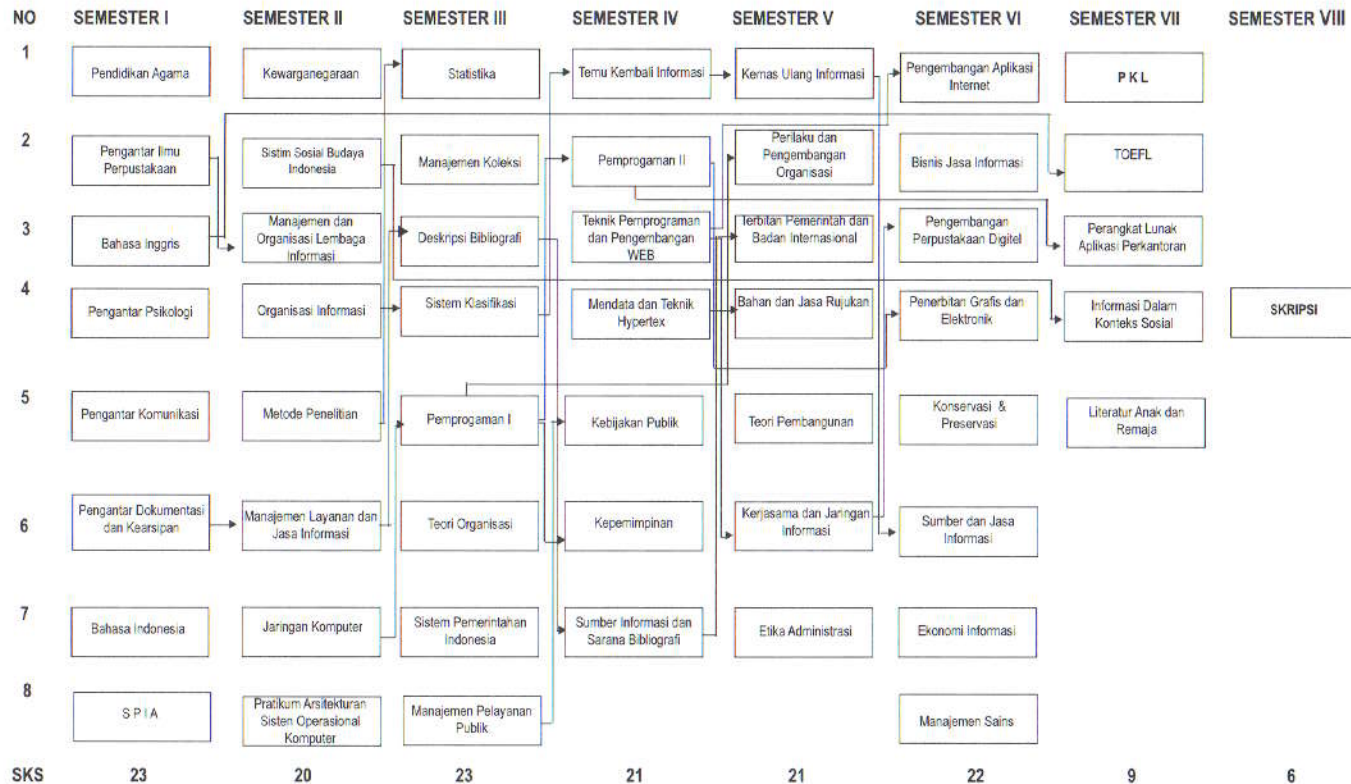 NO SEMESTER I SEMESTER II SEMESTER III SEMESTER IV SEMESTER V SEMESTER VI SEMESTER VII SEMESTER VIII
1
Pendidikan Agama
Kewarganegaraan
Statistika
Temu Kembali Informasi
Kemas Ulang Informasi
Pengembangan Aplikasi
Internet
P K L
2
Pengantar Ilmu
Perpustakaan
Sistim Sosial Budaya
Indonesia
Manajemen Koleksi
Pemprogaman II
Perilaku dan
Pengembangan
Organisasi
Bisnis Jasa Informasi
TOEFL
3
Bahasa Inggris
Manajemen dan
Organisasi Lembaga
Informasi
Deskripsi Bibliografi
Teknik Pemprograman
dan Pengembangan
WEB
Terbitan Pemerintah dan
Badan Internasional
Pengembangan
Perpustakaan Digitel
Perangkat Lunak
Aplikasi Perkantoran
4
Pengantar Psikologi
Organisasi Informasi
Sistem Klasifikasi
Mendata dan Teknik
Hypertex
Bahan dan Jasa Rujukan
Penerbitan Grafis dan
Elektronik
Informasi Dalam
Konteks Sosial
SKRIPSI
5
Pengantar Komunikasi
Metode Penelitian
Pemprogaman I
Kebijakan Publik
Teori Pembangunan
Konservasi &
Preservasi
Literatur Anak dan
Remaja
6
Pengantar Dokumentasi
dan Kearsipan
Manajemen Layanan dan
Jasa Informasi
Teori Organisasi
Kepemimpinan
Kerjasama dan Jaringan
Informasi
Sumber dan Jasa
Informasi
7
Bahasa Indonesia
Jaringan Komputer
Sistem Pemerintahan
Indonesia
Sumber Informasi dan
Sarana Bibliografi
Etika Administrasi
Ekonomi Informasi
8
S P I A
Pratikum Arsitekturan
Sisten Operasional
Komputer
Manajemen Pelayanan
Publik
Manajemen Sains
SKS 23 20 23 21 21 22 9 6